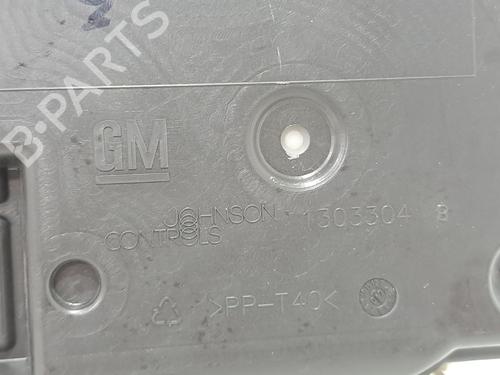 B-PARTS
GM
JOHNSON
CONTROLS
1303304 B
>PP-T40<